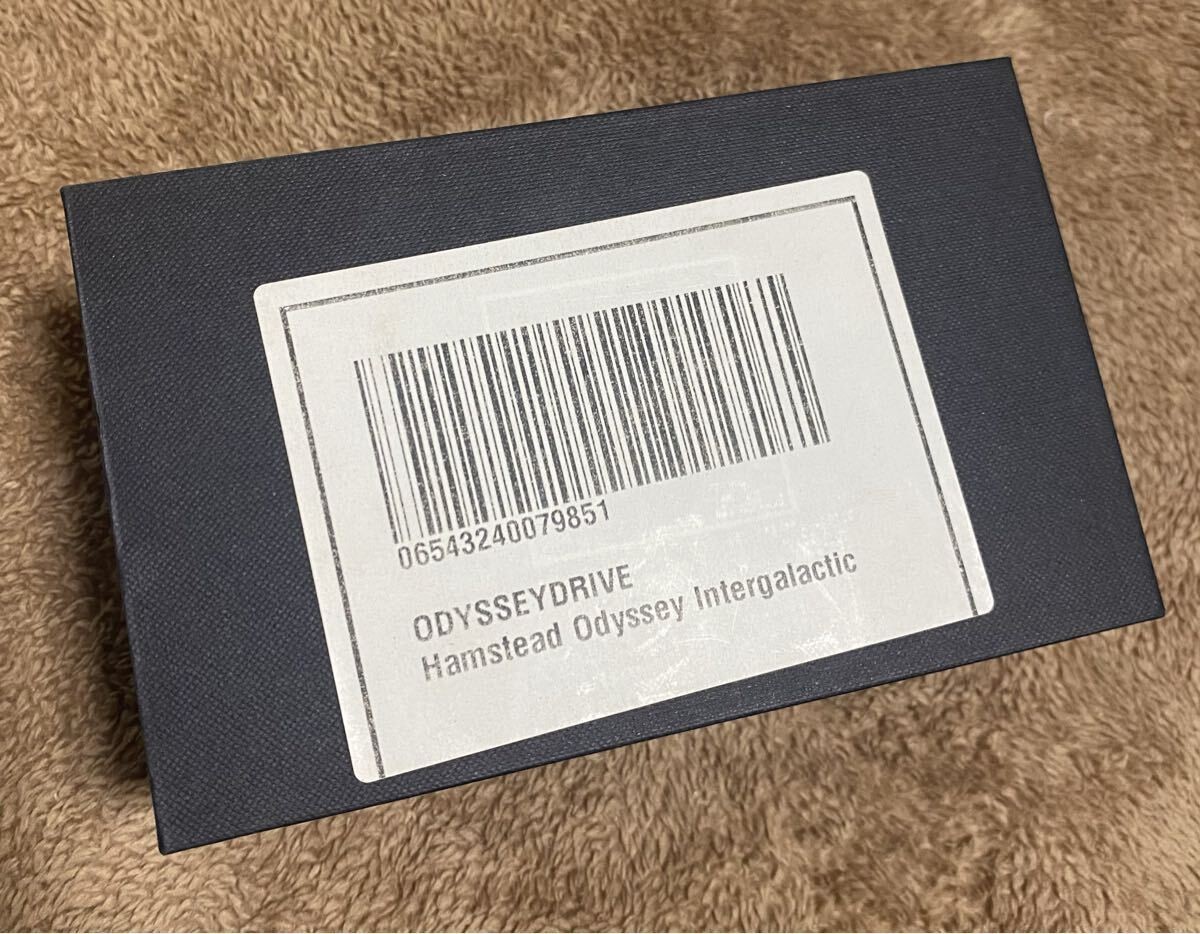 06543240079851
ODYSSEYDRIVE
Hamstead Odyssey Intergalactic